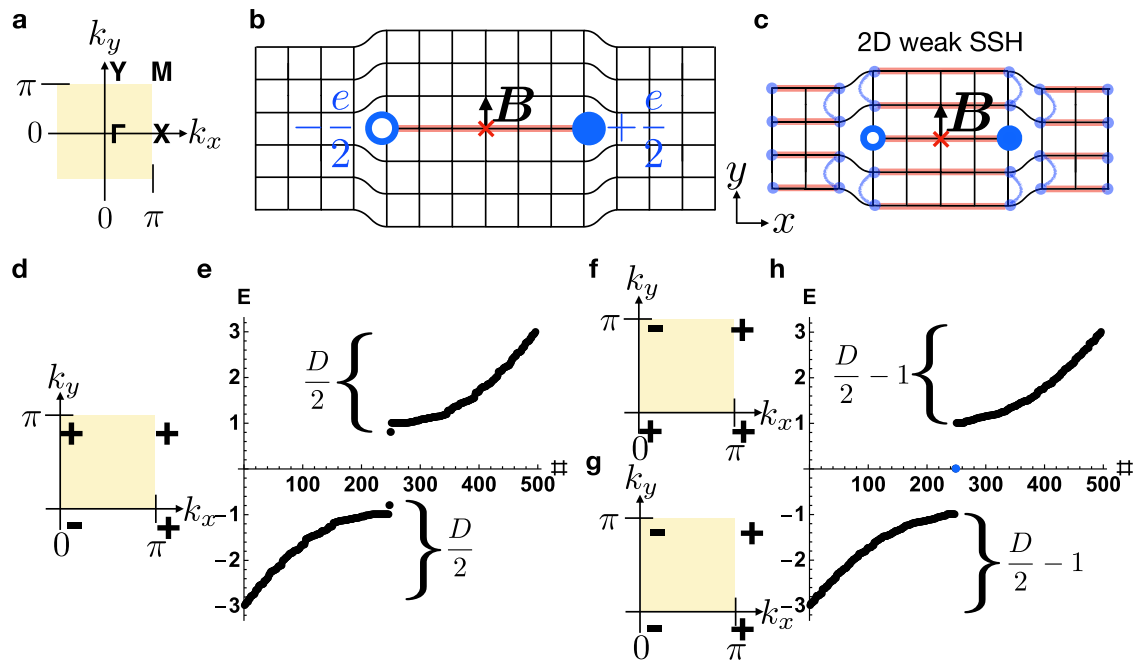 a
k_y
Y M
π
0 Γ X k_x
0 π
b
B
-e/2
+e/2
c
2D weak SSH
B
y
x
d
k_y
π
+ +
- +
0 π k_x
e
E
3
2
1
-1
-2
-3
100 200 300 400 500 #
D/2
D/2
f
k_y
π
- +
+ +
0 π k_x
g
π
- +
- +
0 π k_x
h
E
3
2
1
-1
-2
-3
100 200 300 400 500 #
D/2 - 1
D/2 - 1